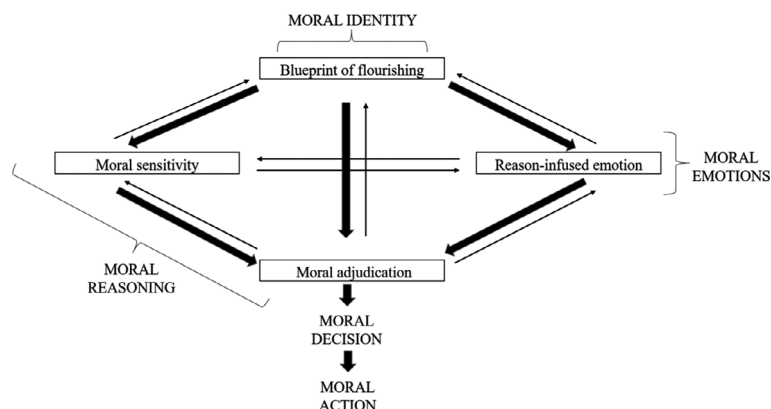 MORAL IDENTITY
Blueprint of flourishing
Moral sensitivity
Reason-infused emotion
MORAL
EMOTIONS
MORAL
REASONING
Moral adjudication
MORAL
DECISION
MORAL
ACTION